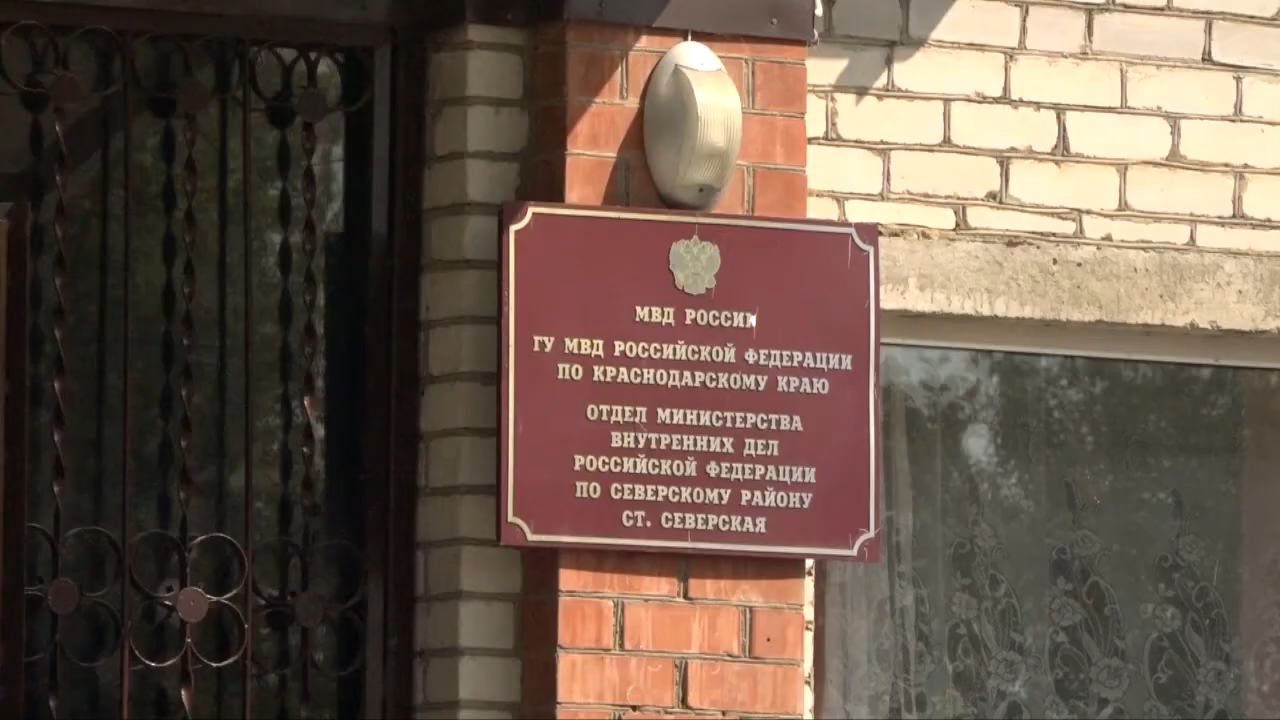 МВД РОССИИ
ГУ МВД РОССИЙСКОЙ ФЕДЕРАЦИИ
ПО КРАСНОДАРСКОМУ КРАЮ
ОТДЕЛ МИНИСТЕРСТВА
ВНУТРЕННИХ ДЕЛ
РОССИЙСКОЙ ФЕДЕРАЦИИ
ПО СЕВЕРСКОМУ РАЙОНУ
СТ. СЕВЕРСКАЯ